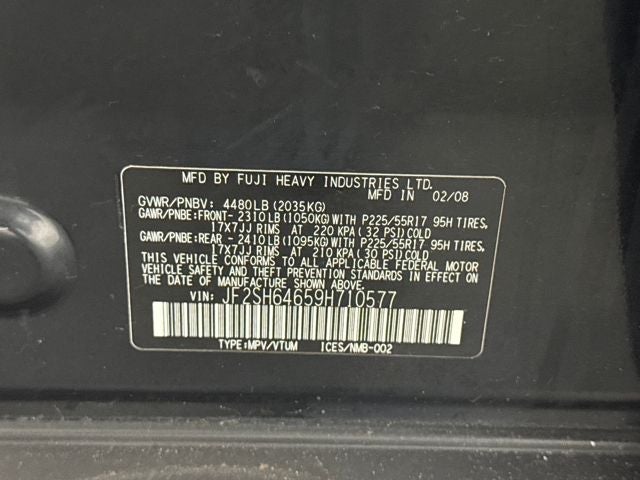 MFD BY FUJI HEAVY INDUSTRIES LTD.
MFD IN 02/08
GVWR/PNBV: 4480LB (2035KG)
GAWR/PNBE:FRONT- 2310LB(1050KG)WITH P225/55R17 95H TIRES,
17X7JJ RIMS AT 220 KPA( 32 PSI)COLD
GAWR/PNBE:REAR - 2410LB(1095KG)WITH P225/55R17 95H TIRES,
17X7JJ RIMS AT 210 KPA( 30 PSI)COLD
THIS VEHICLE CONFORMS TO ALL APPLICABLE FEDERAL MOTOR
VEHICLE SAFETY AND THEFT PREVENTION STANDARDS IN EFFECT ON
THE DATE OF MANUFACTURE SHOWN ABOVE.
VIN: JF2SH64659H710577
TYPE:MPV/VTUM ICES/NMB-002